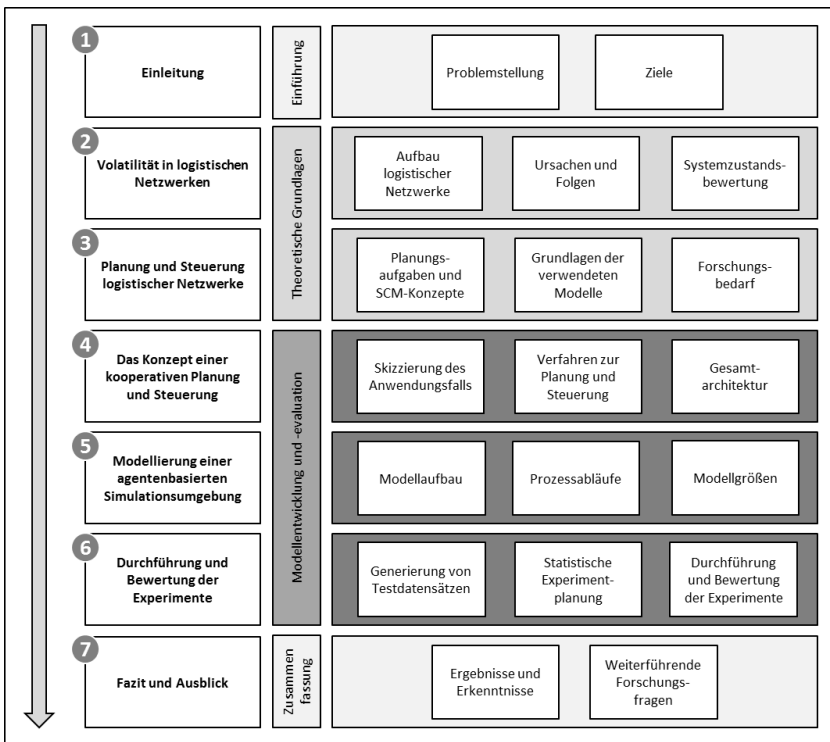 1
Einleitung
Einführung
Problemstellung
Ziele
2
Volatilität in logistischen
Netzwerken
Theoretische Grundlagen
Aufbau
logistischer
Netzwerke
Ursachen und
Folgen
Systemzustands-
bewertung
3
Planung und Steuerung
logistischer Netzwerke
Planungs-
aufgaben und
SCM-Konzepte
Grundlagen der
verwendeten
Modelle
Forschungs-
bedarf
4
Das Konzept einer
kooperativen Planung
und Steuerung
Modellentwicklung und -evaluation
Skizzierung des
Anwendungsfalls
Verfahren zur
Planung und
Steuerung
Gesamt-
architektur
5
Modellierung einer
agentenbasierten
Simulationsumgebung
Modellaufbau
Prozessabläufe
Modellgrößen
6
Durchführung und
Bewertung der
Experimente
Generierung von
Testdatensätzen
Statistische
Experiment-
planung
Durchführung
und Bewertung
der Experimente
7
Fazit und Ausblick
Zusammen
fassung
Ergebnisse und
Erkenntnisse
Weiterführende
Forschungs-
fragen